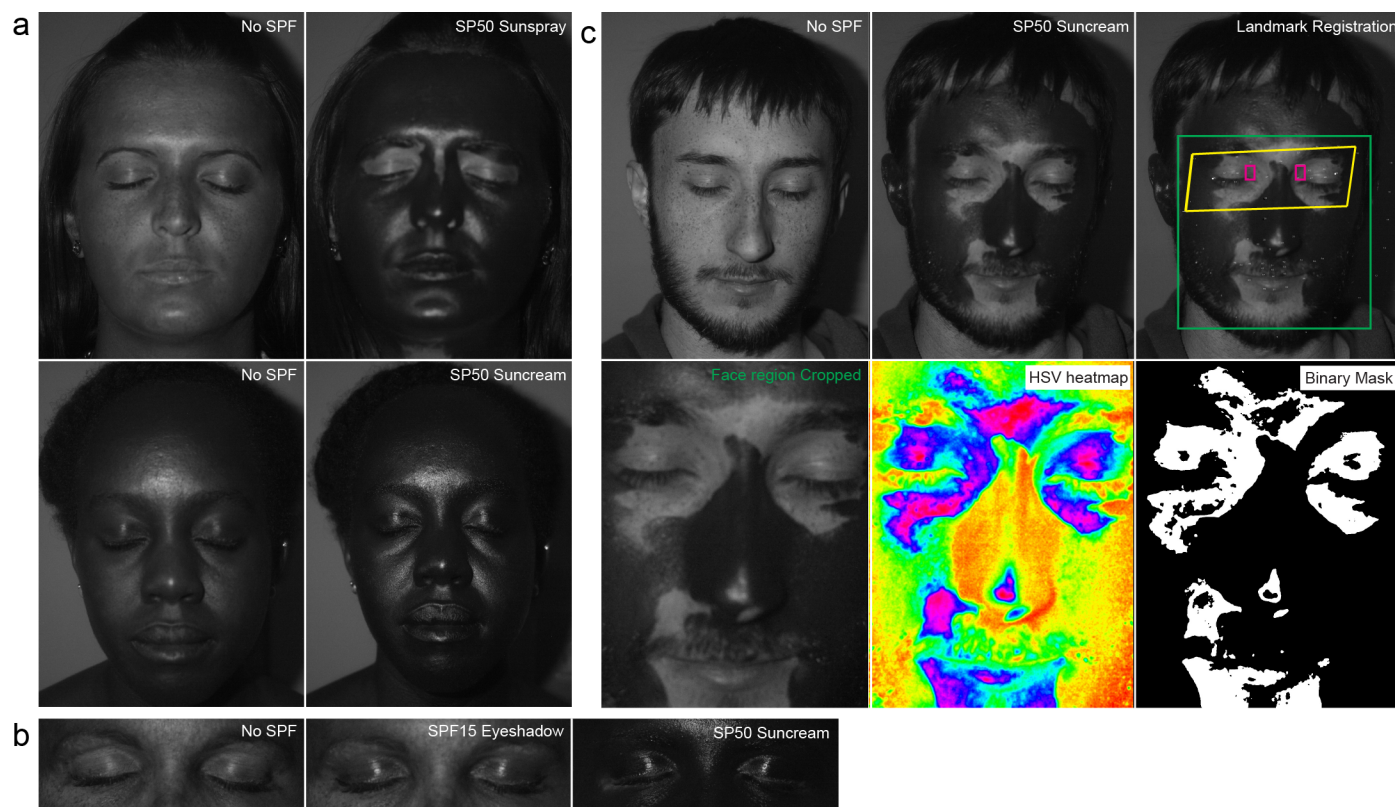 a
No SPF
SP50 Sunspray
No SPF
SP50 Suncream
b
No SPF
SPF15 Eyeshadow
SP50 Suncream
c
No SPF
SP50 Suncream
Landmark Registration
Face region Cropped
HSV heatmap
Binary Mask